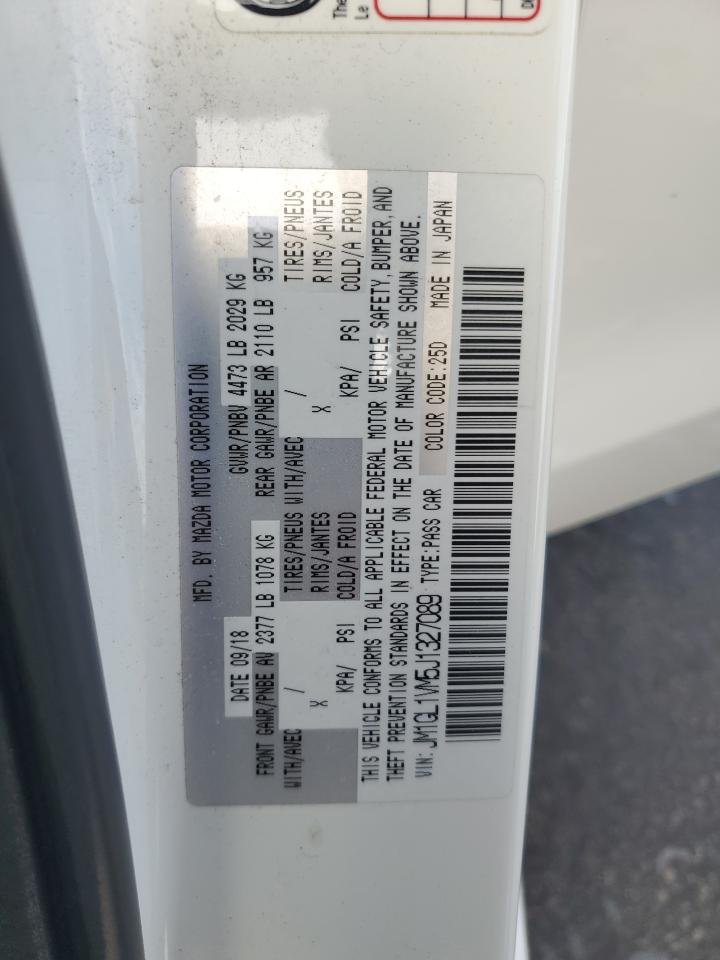 The
Le
MFD. BY MAZDA MOTOR CORPORATION
DATE 09/18 GVWR/PNBV 4473 LB 2029 KG
FRONT GAWR/PNBE AV 2377 LB 1078 KG REAR GAWR/PNBE AR 2110 LB 957 KG
WITH/AVEC / TIRES/PNEUS WITH/AVEC / TIRES/PNEUS
X RIMS/JANTES X RIMS/JANTES
KPA/ PSI COLD/A FROID KPA/ PSI COLD/A FROID
THIS VEHICLE CONFORMS TO ALL APPLICABLE FEDERAL MOTOR VEHICLE SAFETY, BUMPER, AND
THEFT PREVENTION STANDARDS IN EFFECT ON THE DATE OF MANUFACTURE SHOWN ABOVE.
VIN: JM1GL1VM5J1327089 TYPE:PASS CAR COLOR CODE:25D MADE IN JAPAN